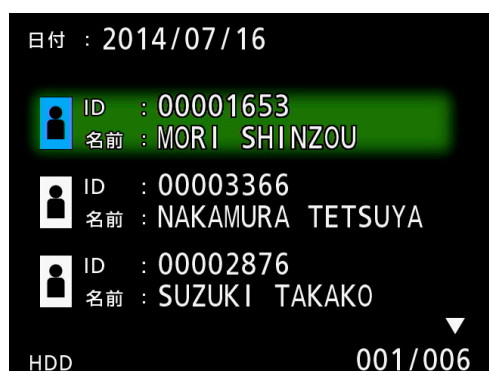 日付 : 2014/07/16
ID : 00001653
名前 : MORI SHINZOU
ID : 00003366
名前 : NAKAMURA TETSUYA
ID : 00002876
名前 : SUZUKI TAKAKO
HDD 001/006